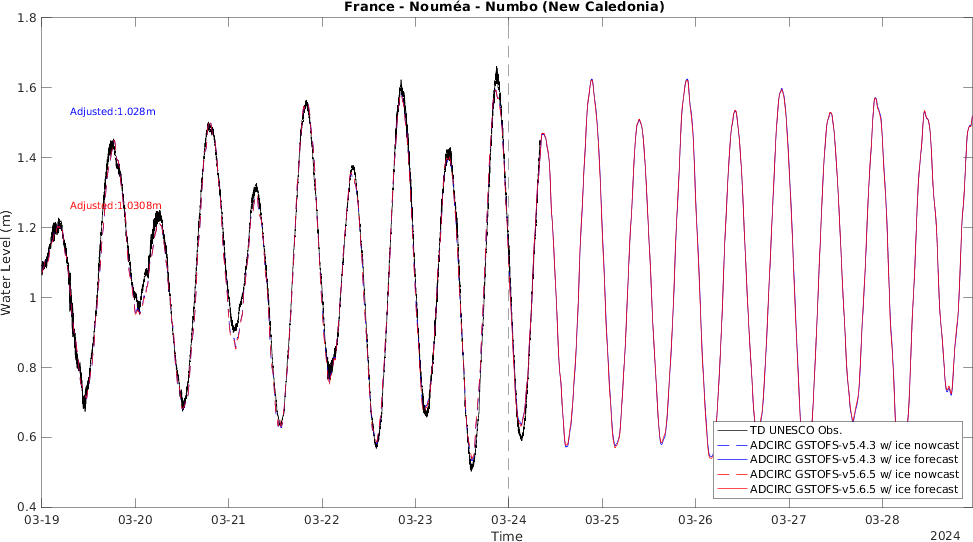 France - Nouméa - Numbo (New Caledonia)
1.8
1.6
1.4
1.2
1
0.8
0.6
0.4
Water Level (m)
Adjusted:1.028m
Adjusted:1.0308m
TD UNESCO Obs.
ADCIRC GSTOFS-v5.4.3 w/ ice nowcast
ADCIRC GSTOFS-v5.4.3 w/ ice forecast
ADCIRC GSTOFS-v5.6.5 w/ ice nowcast
ADCIRC GSTOFS-v5.6.5 w/ ice forecast
03-19 03-20 03-21 03-22 03-23 03-24 03-25 03-26 03-27 03-28
Time
2024